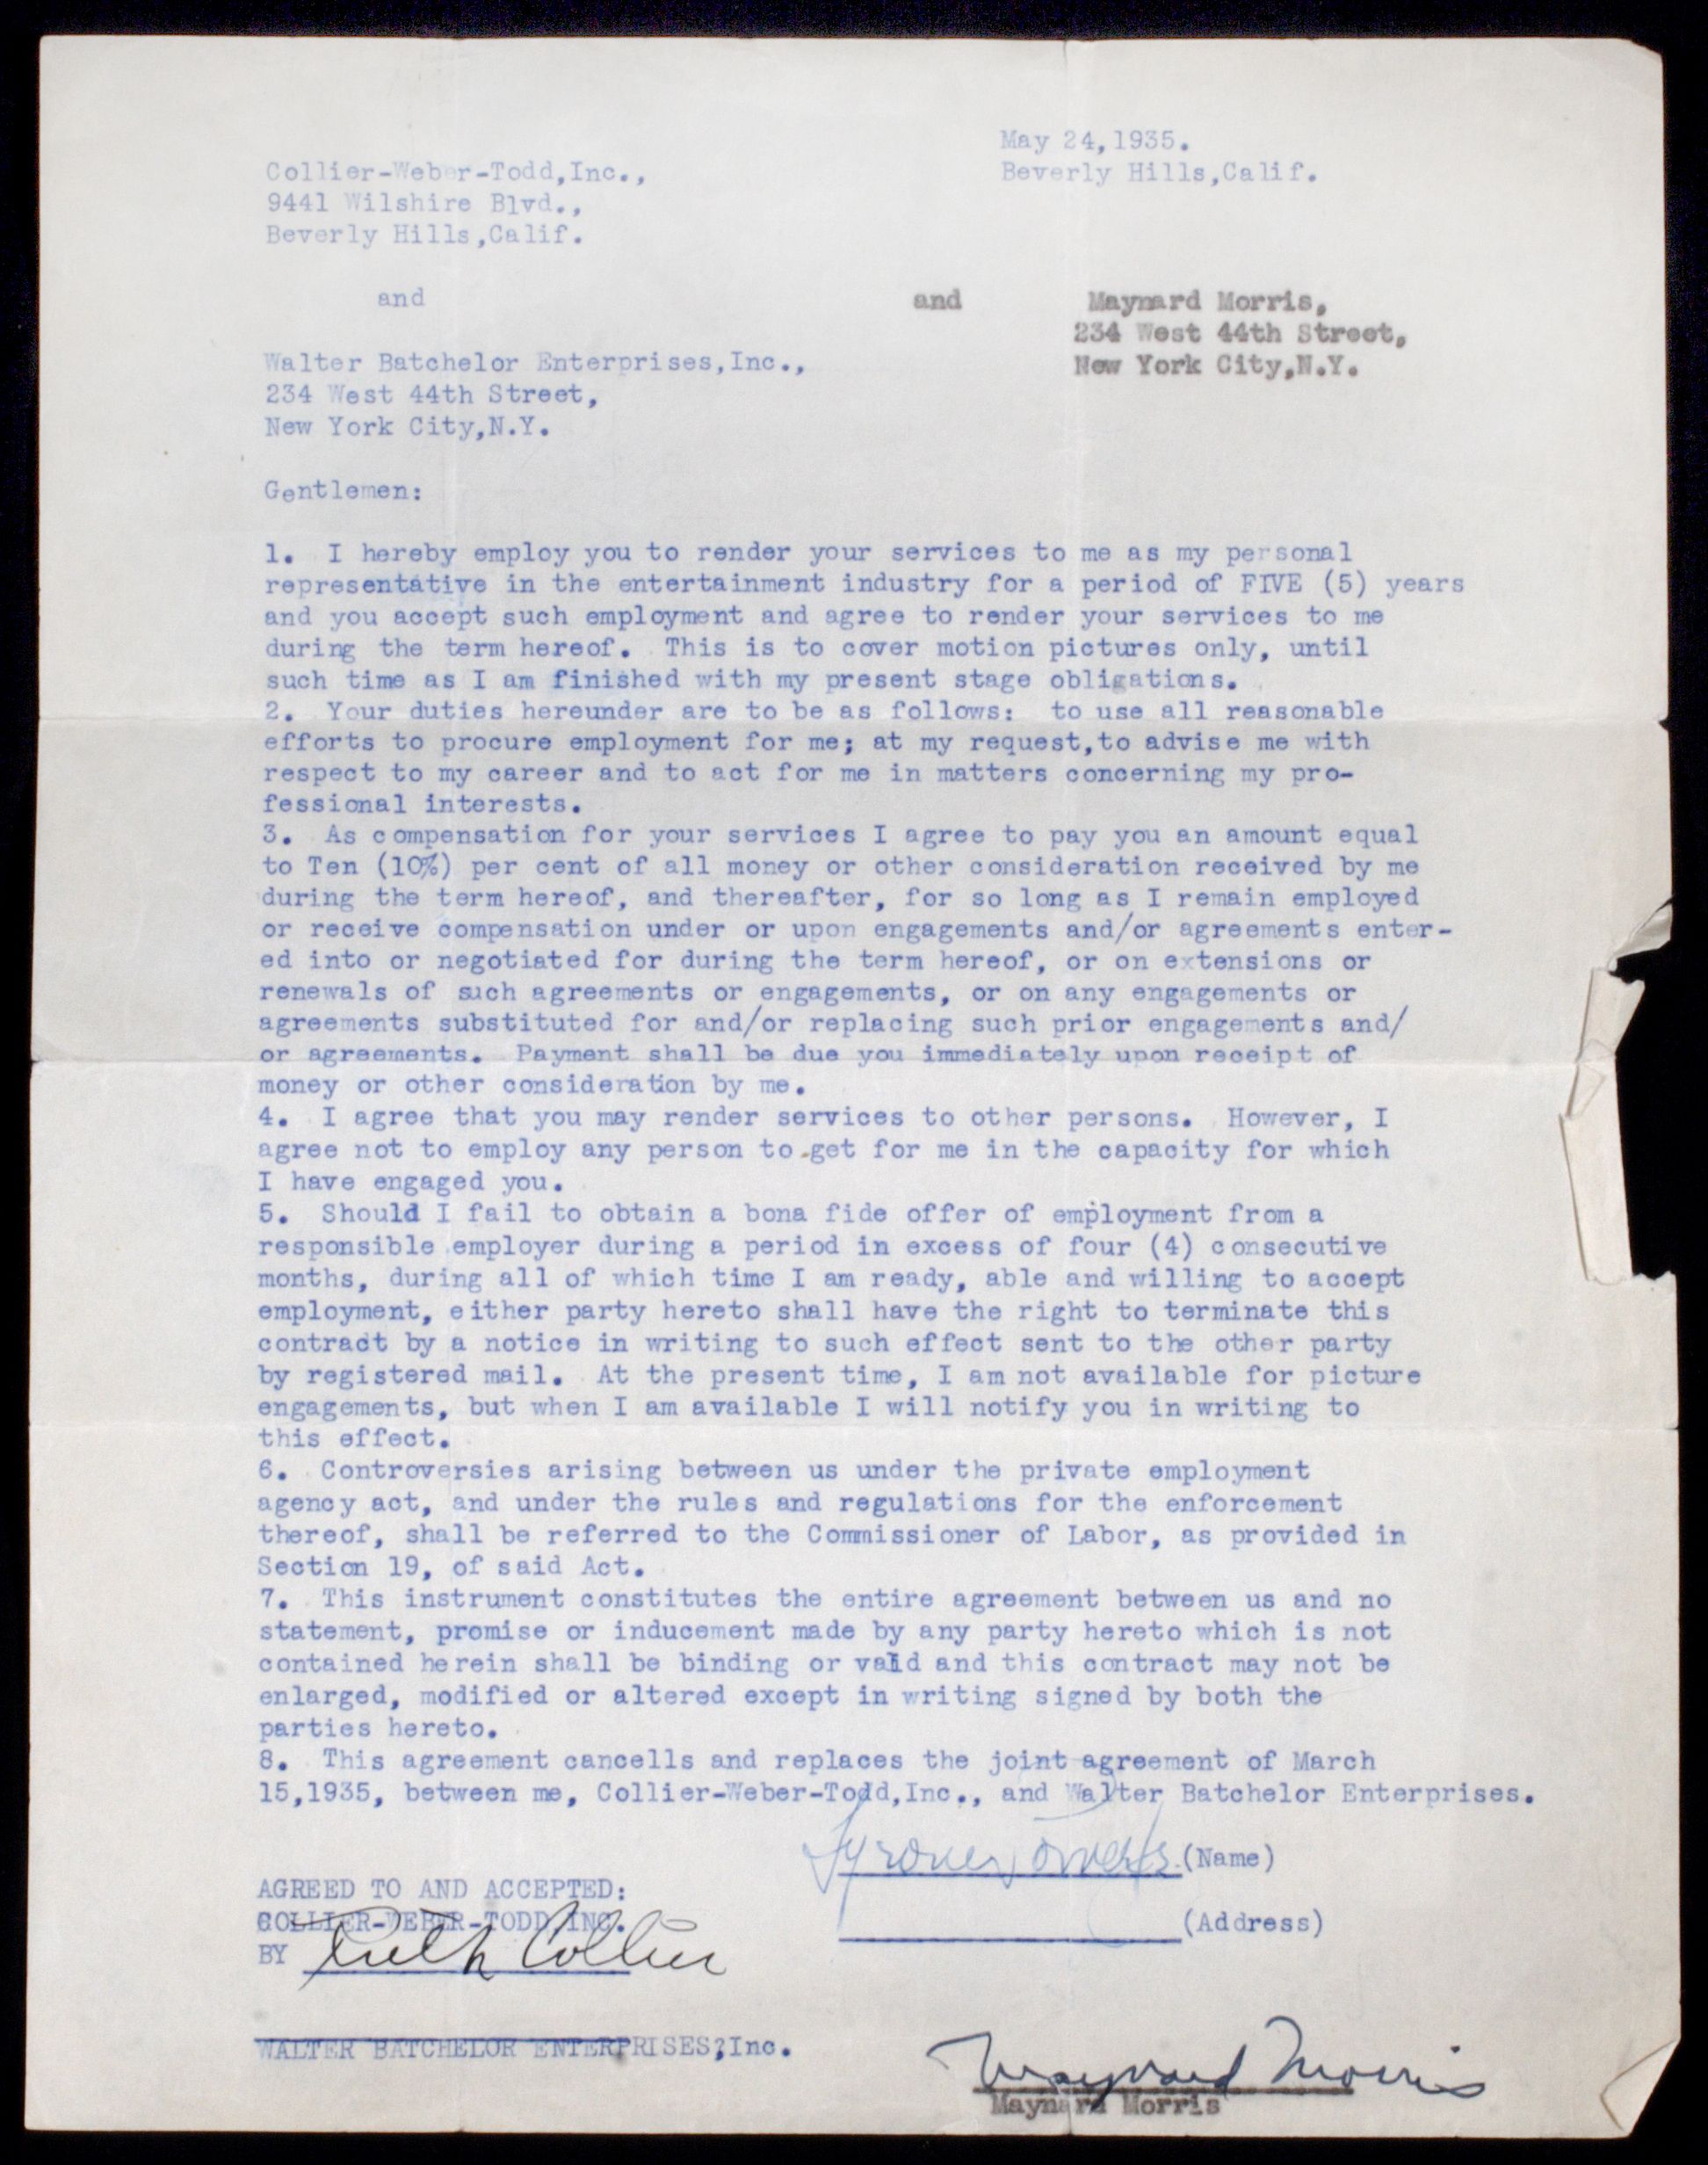 May 24,1935.
Beverly Hills,Calif.
Collier-Weber-Todd,Inc.,
9441 Wilshire Blvd.,
Beverly Hills,Calif.
and
and
Maynard Morris,
234 West 44th Street,
New York City,N.Y.
Walter Batchelor Enterprises,Inc.,
234 West 44th Street,
New York City,N.Y.
Gentlemen:
1. I hereby employ you to render your services to me as my personal
representative in the entertainment industry for a period of FIVE (5) years
and you accept such employment and agree to render your services to me
during the term hereof. This is to cover motion pictures only, until
such time as I am finished with my present stage obligations.
2. Your duties hereunder are to be as follows: to use all reasonable
efforts to procure employment for me; at my request,to advise me with
respect to my career and to act for me in matters concerning my pro-
fessional interests.
3. As compensation for your services I agree to pay you an amount equal
to Ten (10%) per cent of all money or other consideration received by me
during the term hereof, and thereafter, for so long as I remain employed
or receive compensation under or upon engagements and/or agreements enter-
ed into or negotiated for during the term hereof, or on extensions or
renewals of such agreements or engagements, or on any engagements or
agreements substituted for and/or replacing such prior engagements and/
or agreements. Payment shall be due you immediately upon receipt of
money or other consideration by me.
4. I agree that you may render services to other persons. However, I
agree not to employ any person to get for me in the capacity for which
I have engaged you.
5. Should I fail to obtain a bona fide offer of employment from a
responsible employer during a period in excess of four (4) consecutive
months, during all of which time I am ready, able and willing to accept
employment, either party hereto shall have the right to terminate this
contract by a notice in writing to such effect sent to the other party
by registered mail. At the present time, I am not available for picture
engagements, but when I am available I will notify you in writing to
this effect.
6. Controversies arising between us under the private employment
agency act, and under the rules and regulations for the enforcement
thereof, shall be referred to the Commissioner of Labor, as provided in
Section 19, of said Act.
7. This instrument constitutes the entire agreement between us and no
statement, promise or inducement made by any party hereto which is not
contained herein shall be binding or valid and this contract may not be
enlarged, modified or altered except in writing signed by both the
parties hereto.
8. This agreement cancells and replaces the joint agreement of March
15,1935, between me, Collier-Weber-Todd,Inc., and Walter Batchelor Enterprises.
(Name)
AGREED TO AND ACCEPTED:
COLLIER-WEBER-TODD,INC.
(Address)
BY Ruth Collier
WALTER BATCHELOR ENTERPRISES,Inc.
Maynard Morris
Maynard Morris